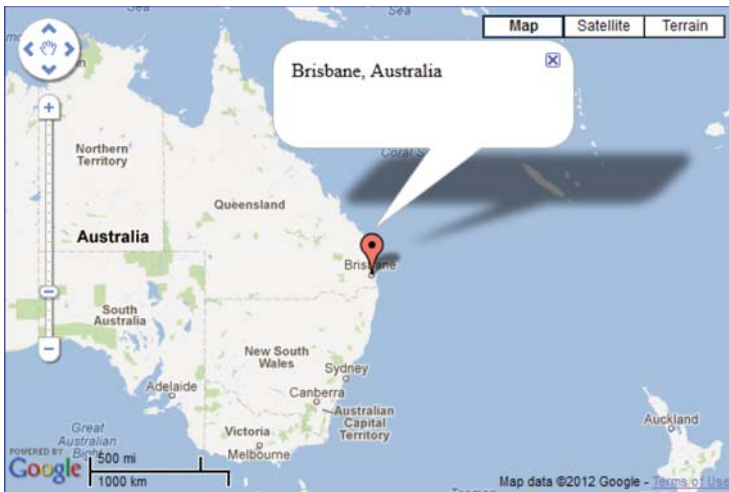 Sea
Sea
Map Satellite Terrain
Brisbane, Australia
Northern
Territory
Coral S
Queensland
Australia
Brisbane
South
Australia
New South
Wales
Sydney
Adelaide
Canberra
Australian
Capital
Territory
Auckland
Great
Australian
Bight
Victoria
Melbourne
POWERED BY
Google
500 mi
1000 km
Map data ©2012 Google - Terms of Use